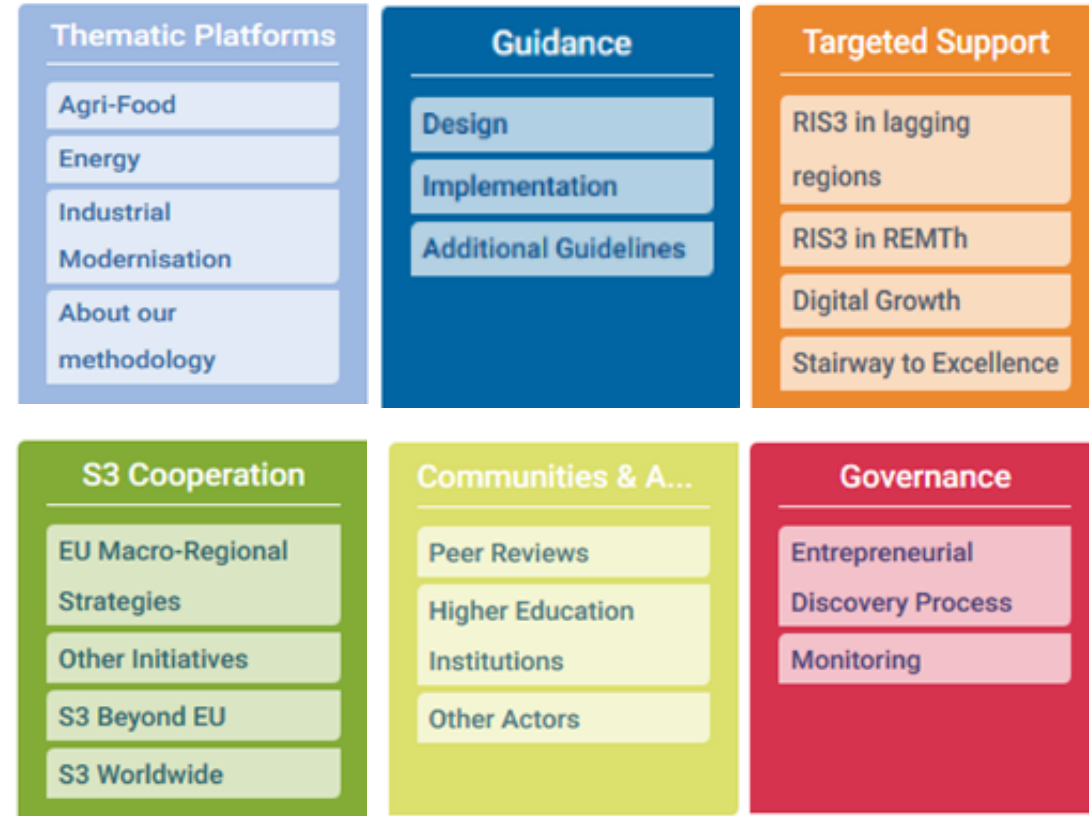 Thematic Platforms
Agri-Food
Energy
Industrial
Modernisation
About our
methodology
Guidance
Design
Implementation
Additional Guidelines
Targeted Support
RIS3 in lagging
regions
RIS3 in REMTh
Digital Growth
Stairway to Excellence
S3 Cooperation
EU Macro-Regional
Strategies
Other Initiatives
S3 Beyond EU
S3 Worldwide
Communities & A...
Peer Reviews
Higher Education
Institutions
Other Actors
Governance
Entrepreneurial
Discovery Process
Monitoring